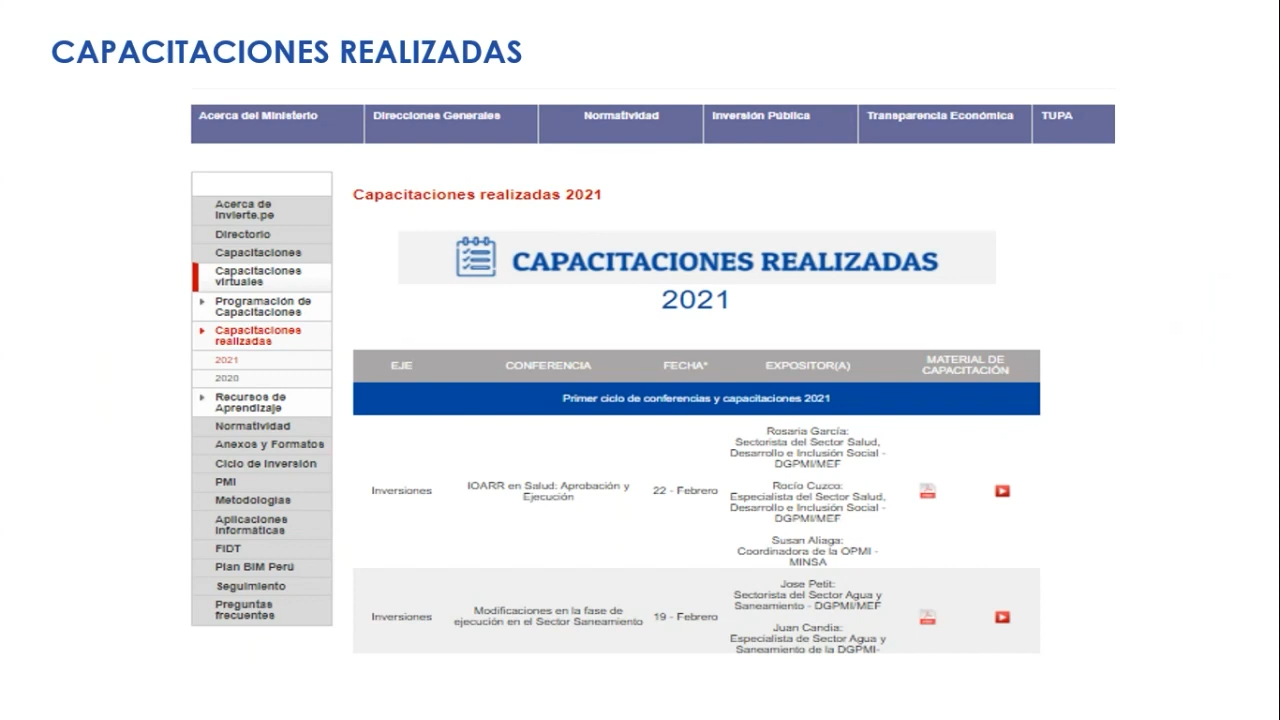 CAPACITACIONES REALIZADAS
Acerca del Ministerio
Direcciones Generales
Normatividad
Inversión Pública
Transparencia Económica
TUPA
Acerca de
Invierte.pe
Directorio
Capacitaciones
Capacitaciones
virtuales
Programación de
Capacitaciones
Capacitaciones
realizadas
2021
2020
Recursos de
Aprendizaje
Normatividad
Anexos y Formatos
Ciclo de Inversión
PMI
Metodologías
Aplicaciones
Informáticas
FIDT
Plan BIM Perú
Seguimiento
Preguntas
frecuentes
Capacitaciones realizadas 2021
CAPACITACIONES REALIZADAS
2021
EJE
CONFERENCIA
FECHA*
EXPOSITOR(A)
MATERIAL DE
CAPACITACIÓN
Primer ciclo de conferencias y capacitaciones 2021
Inversiones
IOARR en Salud: Aprobación y
Ejecución
22 - Febrero
Rosaria García:
Sectorista del Sector Salud,
Desarrollo e Inclusión Social -
DGPMI/MEF
Rocío Cuzco:
Especialista del Sector Salud,
Desarrollo e Inclusión Social -
DGPMI/MEF
Susan Aliaga:
Coordinadora de la OPMI -
MINSA
Inversiones
Modificaciones en la fase de
ejecución en el Sector Saneamiento
19 - Febrero
Jose Petit:
Sectorista del Sector Agua y
Saneamiento - DGPMI/MEF
Juan Candia:
Especialista de Sector Agua y
Saneamiento de la DGPMI-